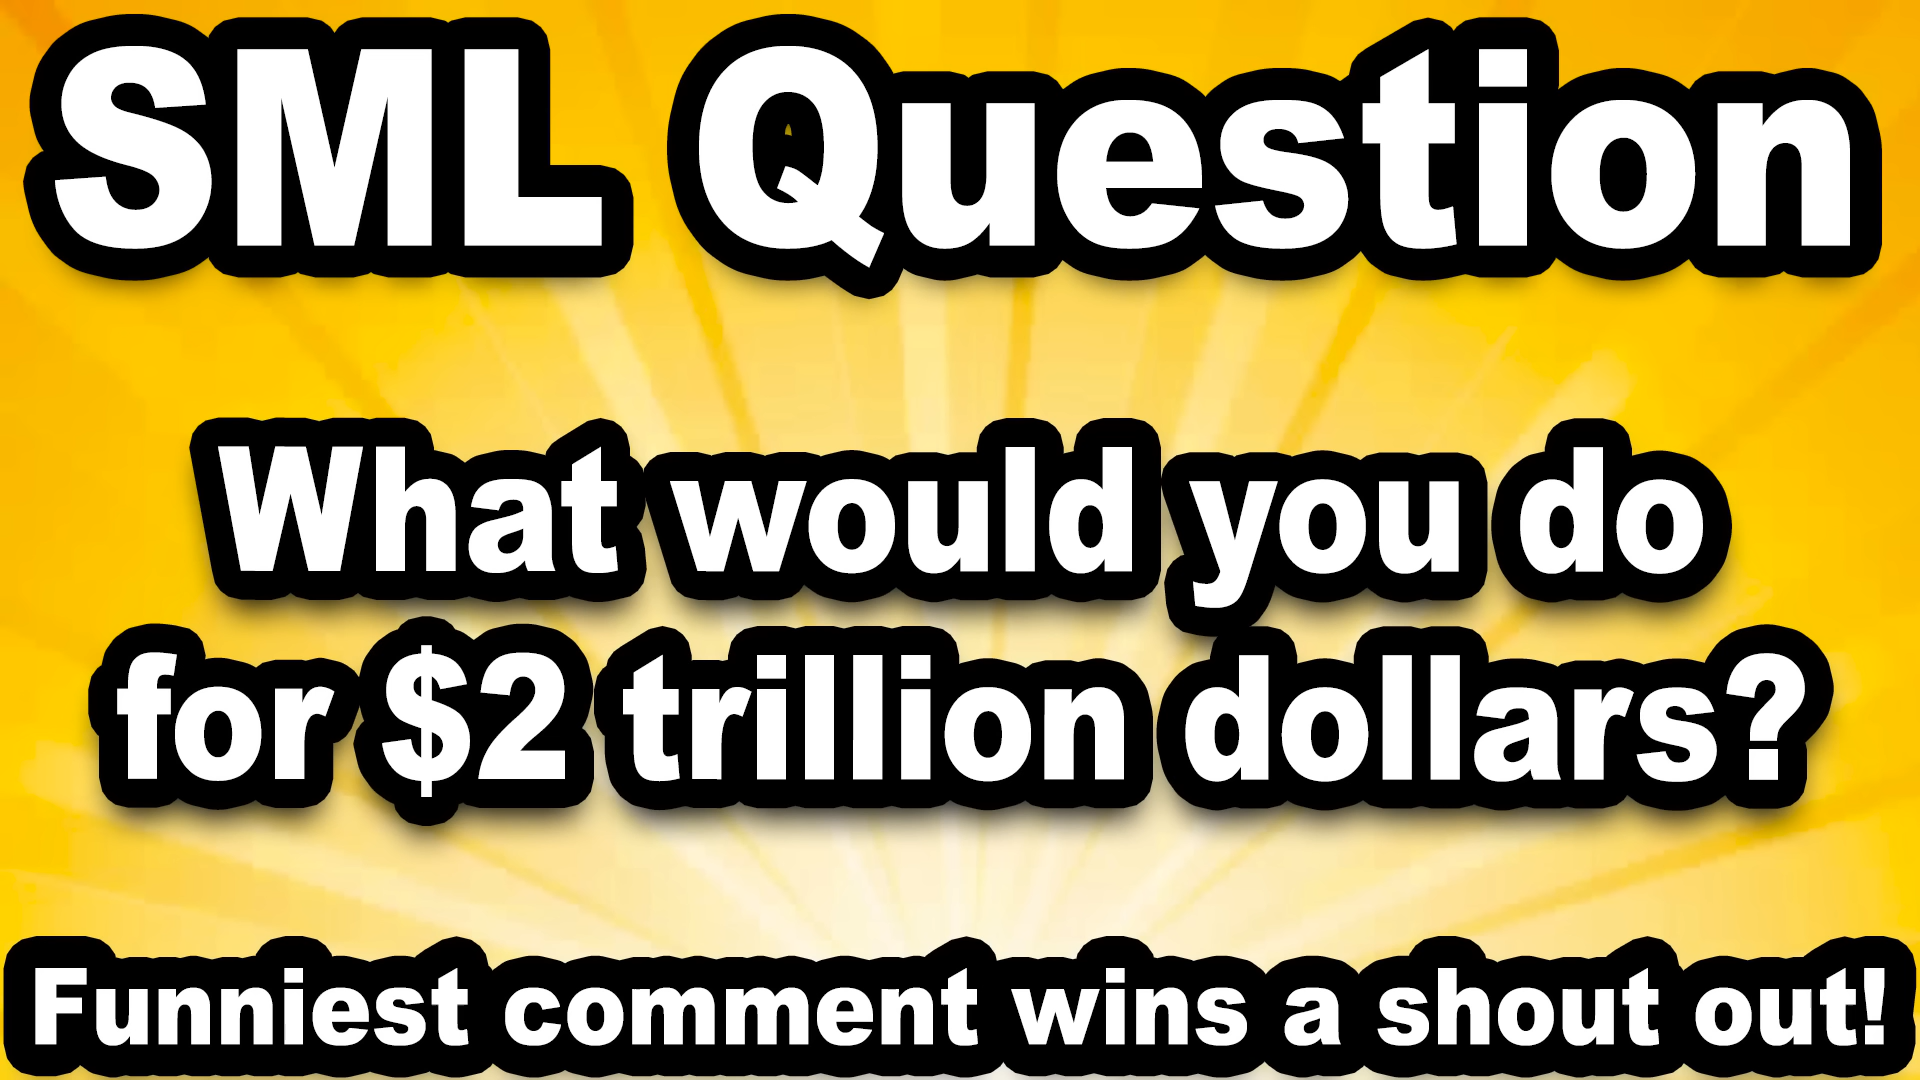 SML Question
What would you do
for $2 trillion dollars?
Funniest comment wins a shout out!